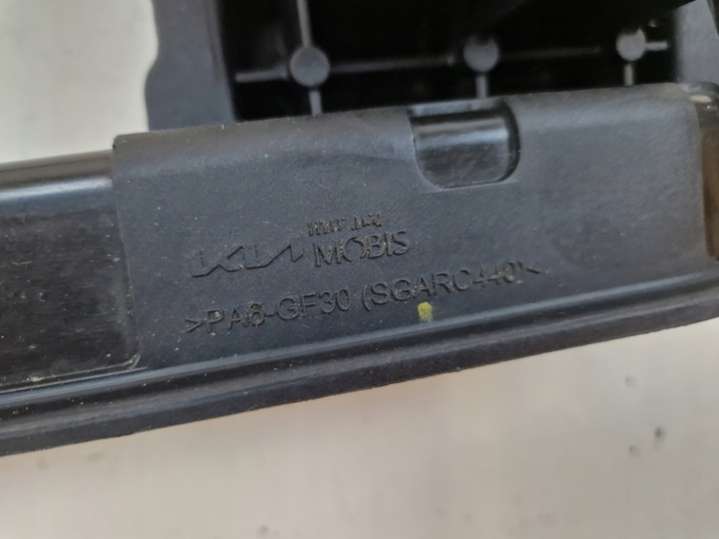 KIA MOBIS
>PA6-GF30 (SGARC440)<